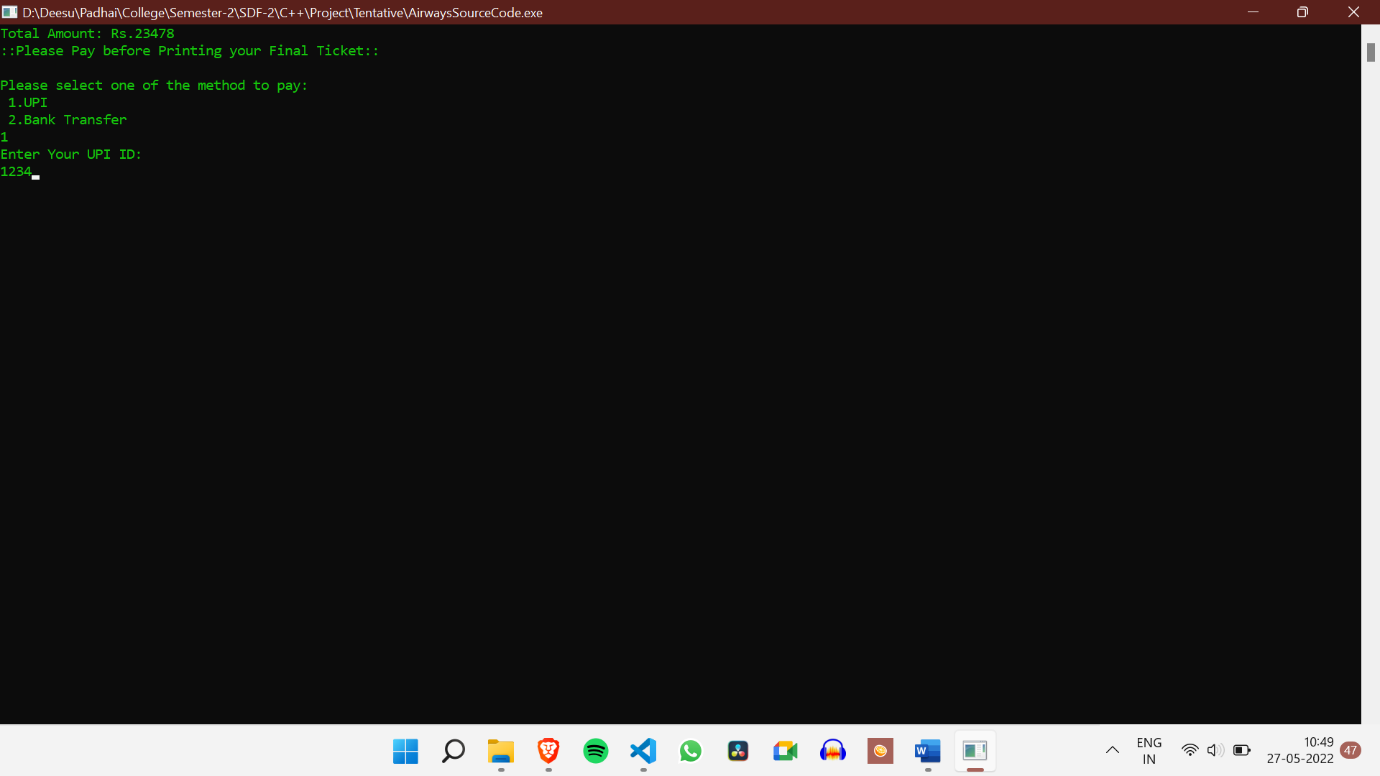 D:\Deesu\Padhai\College\Semester-2\SDF-2\C++\Project\Tentative\AirwaysSourceCode.exe
Total Amount: Rs.23478
::Please Pay before Printing your Final Ticket::
Please select one of the method to pay:
1.UPI
2.Bank Transfer
1
Enter Your UPI ID:
1234
ENG
IN
10:49
27-05-2022
47